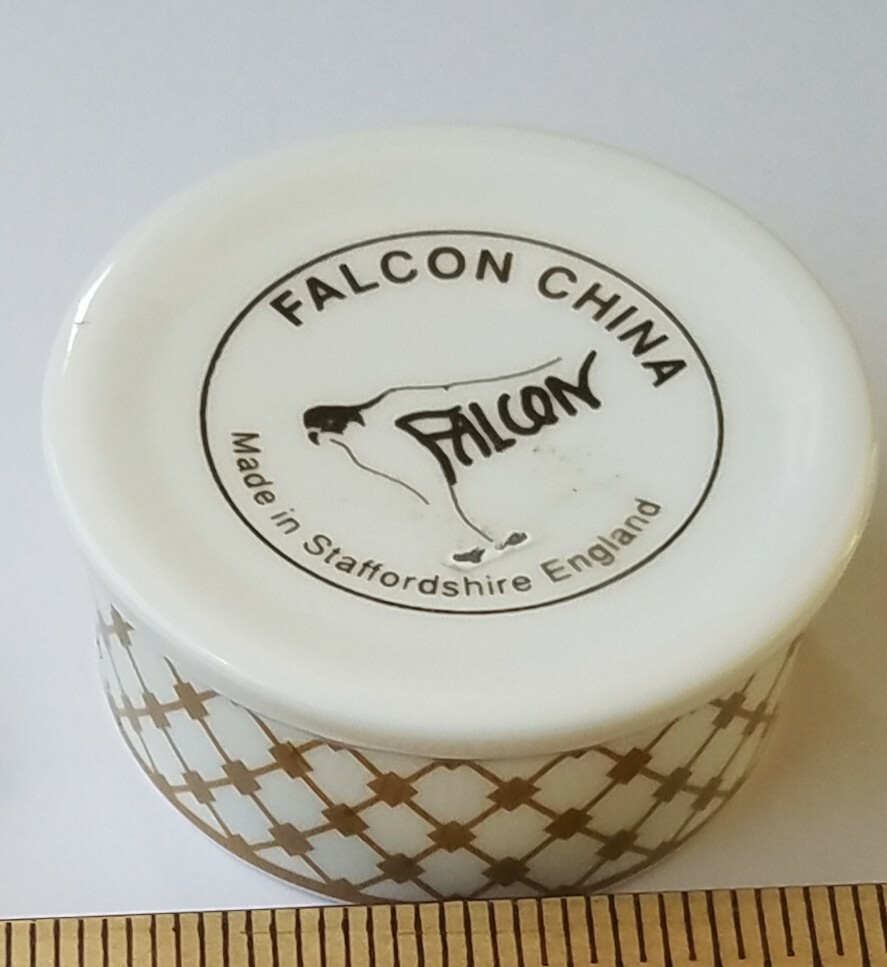 FALCON CHINA
FALCON
Made in Staffordshire England